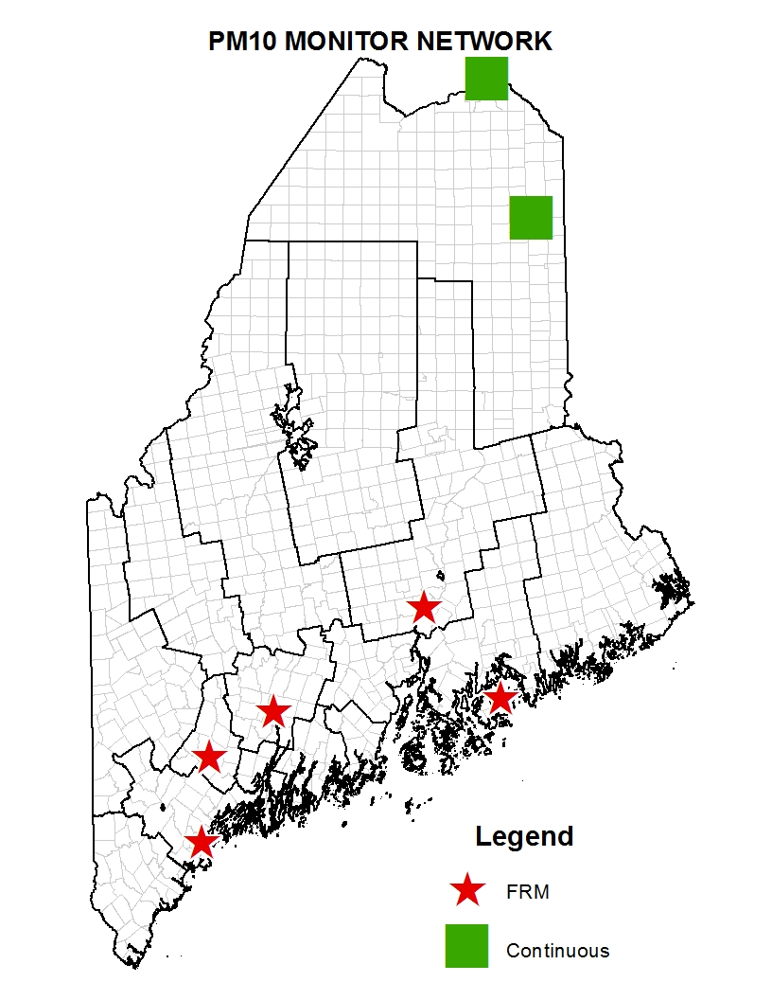 PM10 MONITOR NETWORK
Legend
FRM
Continuous